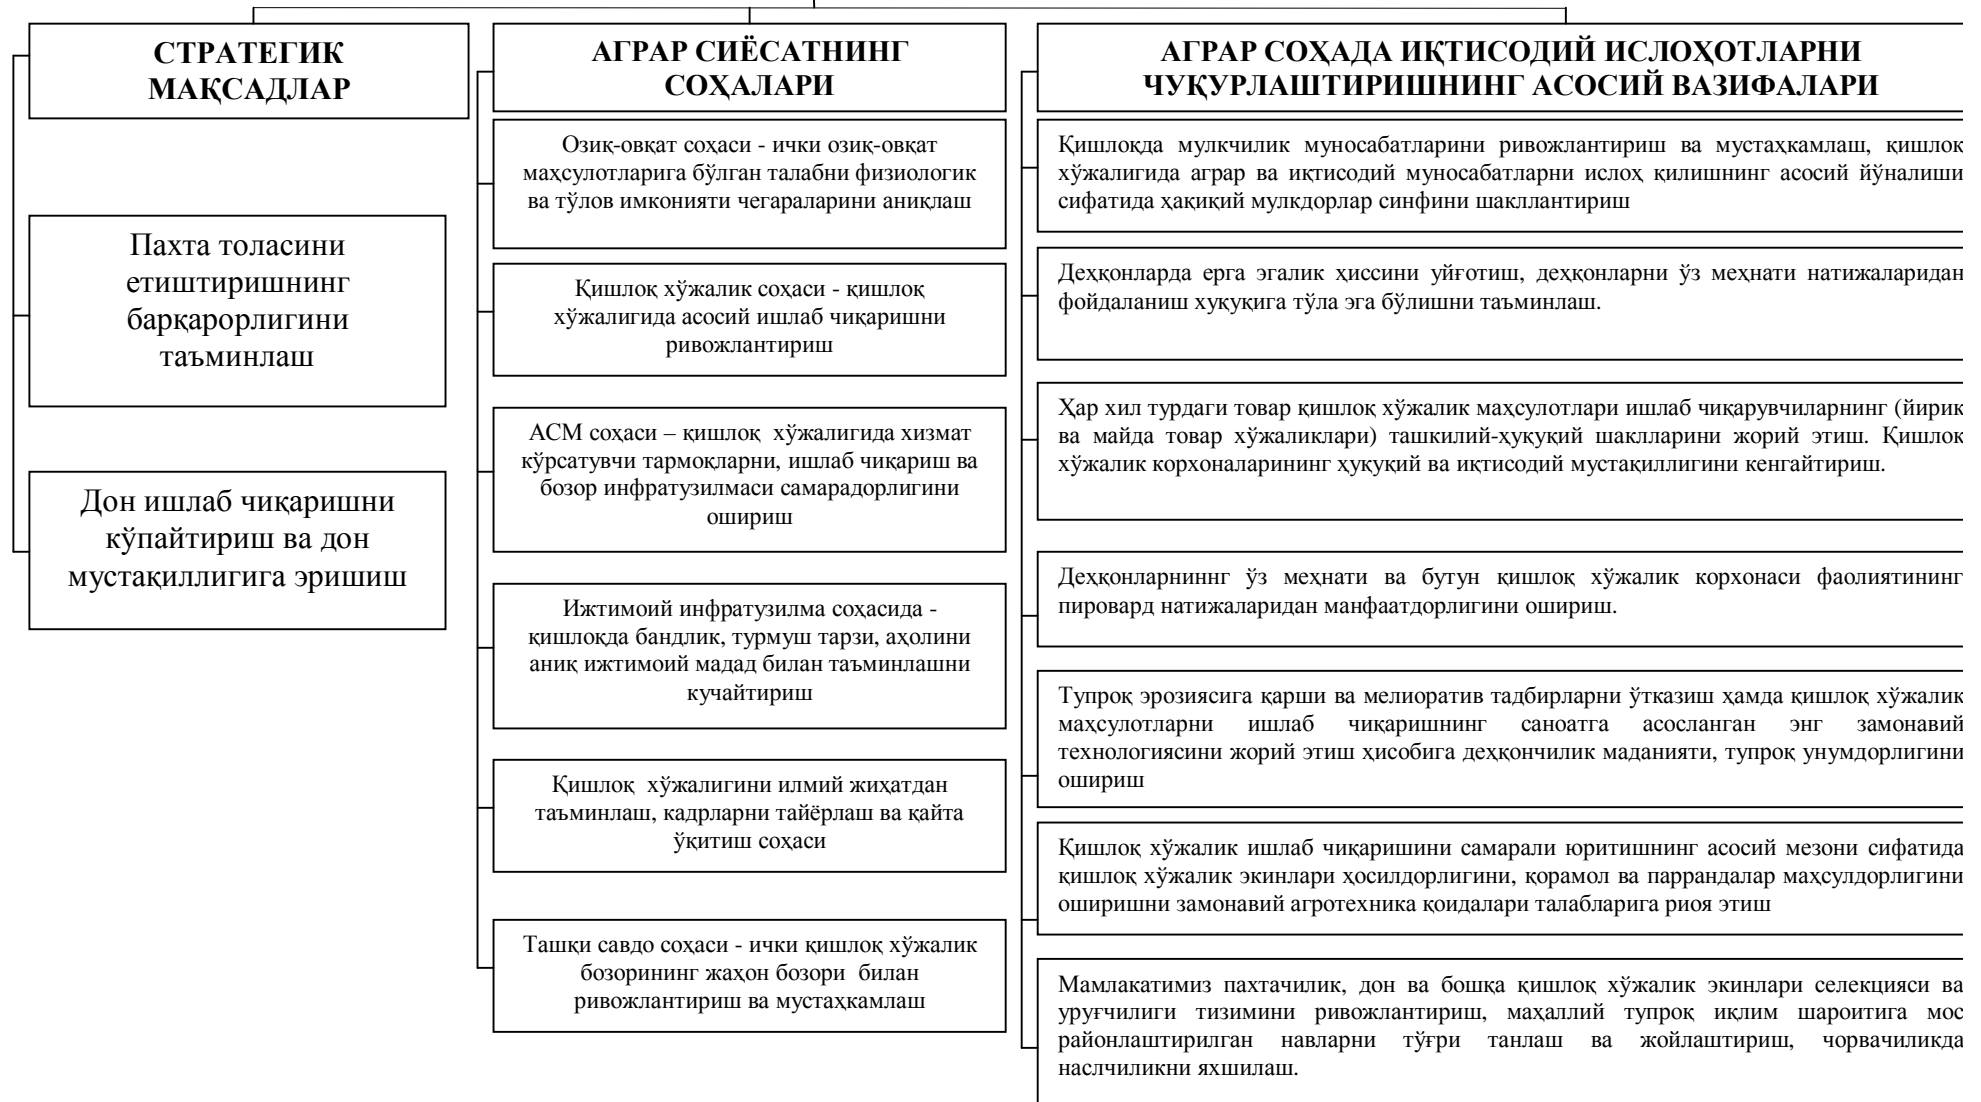 СТРАТЕГИК
МАҚСАДЛАР
Пахта толасини
етиштиришнинг
барқарорлигини
таъминлаш
Дон ишлаб чиқаришни
кўпайтириш ва дон
мустақиллигига эришиш
АГРАР СИЁСАТНИНГ
СОҲАЛАРИ
Озиқ-овқат соҳаси - ички озиқ-овқат
маҳсулотларига бўлган талабни физиологик
ва тўлов имконияти чегараларини аниқлаш
Қишлоқ хўжалик соҳаси - қишлоқ
хўжалигида асосий ишлаб чиқаришни
ривожлантириш
АСМ соҳаси – қишлоқ хўжалигида хизмат
кўрсатувчи тармоқларни, ишлаб чиқариш ва
бозор инфратузилмаси самарадорлигини
ошириш
Ижтимоий инфратузилма соҳасида -
қишлоқда бандлик, турмуш тарзи, аҳолини
аниқ ижтимоий мадад билан таъминлашни
кучайтириш
Қишлоқ хўжалигини илмий жиҳатдан
таъминлаш, кадрларни тайёрлаш ва қайта
ўқитиш соҳаси
Ташқи савдо соҳаси - ички қишлоқ хўжалик
бозорининг жаҳон бозори билан
ривожлантириш ва мустаҳкамлаш
АГРАР СОҲАДА ИҚТИСОДИЙ ИСЛОҲОТЛАРНИ
ЧУҚУРЛАШТИРИШНИНГ АСОСИЙ ВАЗИФАЛАРИ
Қишлоқда мулкчилик муносабатларини ривожлантириш ва мустаҳкамлаш, қишлоқ
хўжалигида аграр ва иқтисодий муносабатларни ислоҳ қилишнинг асосий йўналиши
сифатида ҳақиқий мулкдорлар синфини шакллантириш
Деҳқонларда ерга эгалик ҳиссини уйғотиш, деҳқонларни ўз меҳнати натижаларидан
фойдаланиш хуқуқига тўла эга бўлишни таъминлаш.
Ҳар хил турдаги товар қишлоқ хўжалик маҳсулотлари ишлаб чиқарувчиларнинг (йирик
ва майда товар хўжаликлари) ташкилий-ҳуқуқий шаклларини жорий этиш. Қишлоқ
хўжалик корхоналарининг ҳуқуқий ва иқтисодий мустақиллигини кенгайтириш.
Деҳқонларниннг ўз меҳнати ва бутун қишлоқ хўжалик корхонаси фаолиятининг
пировард натижаларидан манфаатдорлигини ошириш.
Тупроқ эрозиясига қарши ва мелиоратив тадбирларни ўтказиш ҳамда қишлоқ хўжалик
маҳсулотларни ишлаб чиқаришнинг саноатга асосланган энг замонавий
технологиясини жорий этиш ҳисобига деҳқончилик маданияти, тупроқ унумдорлигини
ошириш
Қишлоқ хўжалик ишлаб чиқаришини самарали юритишнинг асосий мезони сифатида
қишлоқ хўжалик экинлари ҳосилдорлигини, қорамол ва паррандалар маҳсулдорлигини
оширишни замонавий агротехника қоидалари талабларига риоя этиш
Мамлакатимиз пахтачилик, дон ва бошқа қишлоқ хўжалик экинлари селекцияси ва
уруғчилиги тизимини ривожлантириш, маҳаллий тупроқ иқлим шароитига мос
районлаштирилган навларни тўғри танлаш ва жойлаштириш, чорвачиликда
наслчиликни яхшилаш.